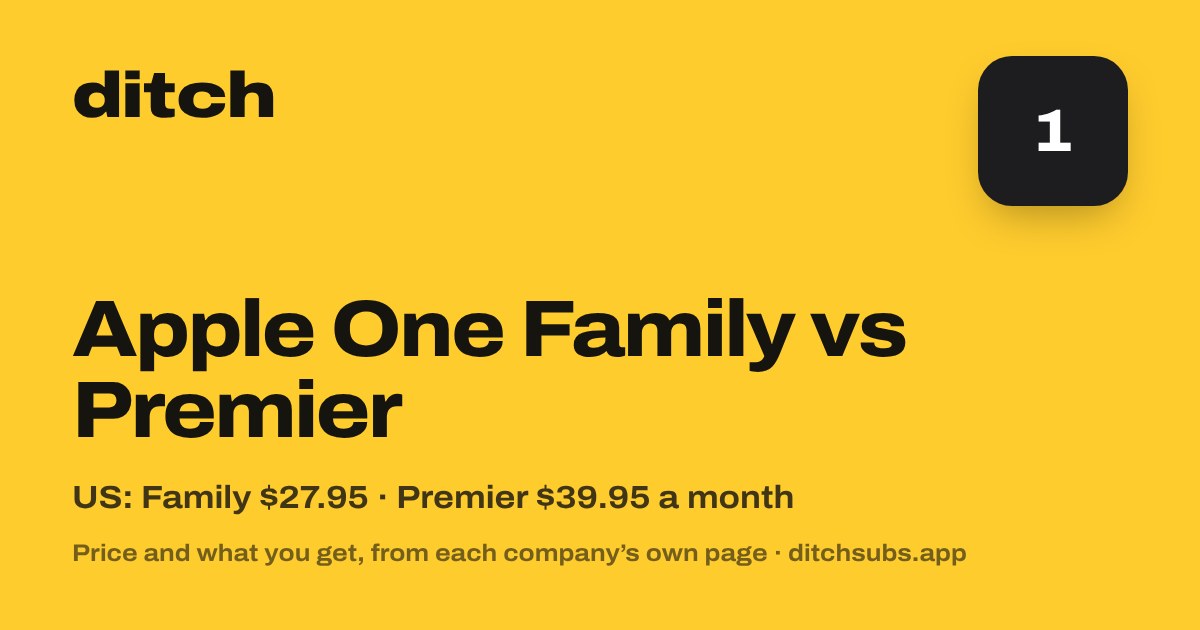 ditch
1
Apple One Family vs
Premier
US: Family $27.95 · Premier $39.95 a month
Price and what you get, from each company’s own page · ditchsubs.app